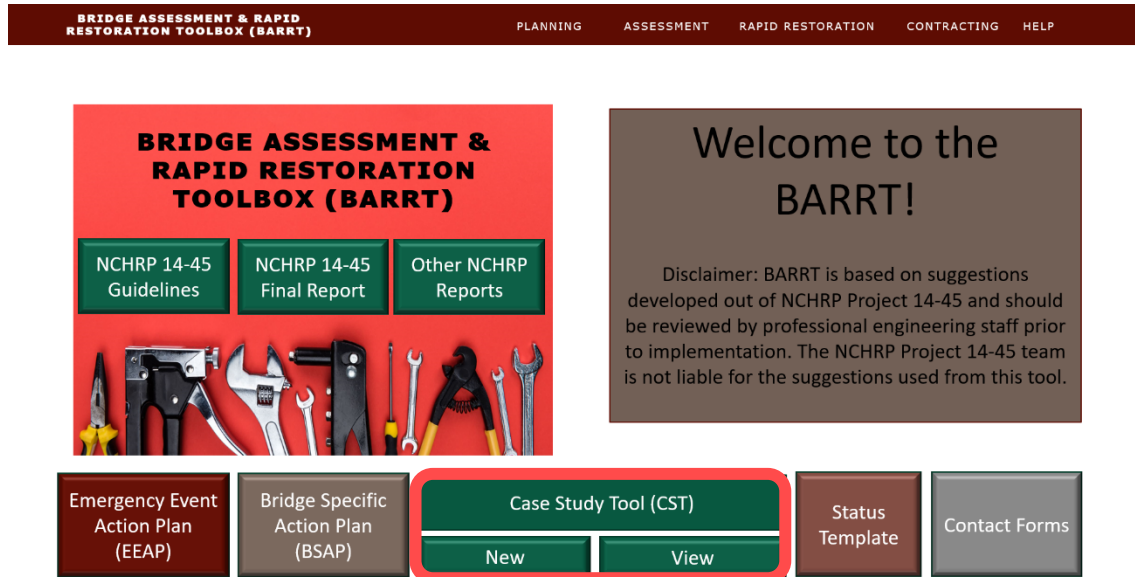 BRIDGE ASSESSMENT & RAPID
RESTORATION TOOLBOX (BARRT)
PLANNING ASSESSMENT RAPID RESTORATION CONTRACTING HELP
BRIDGE ASSESSMENT &
RAPID RESTORATION
TOOLBOX (BARRT)
NCHRP 14-45
Guidelines
NCHRP 14-45
Final Report
Other NCHRP
Reports
Welcome to the
BARRT!
Disclaimer: BARRT is based on suggestions
developed out of NCHRP Project 14-45 and should
be reviewed by professional engineering staff prior
to implementation. The NCHRP Project 14-45 team
is not liable for the suggestions used from this tool.
Emergency Event
Action Plan
(EEAP)
Bridge Specific
Action Plan
(BSAP)
Case Study Tool (CST)
New
View
Status
Template
Contact Forms